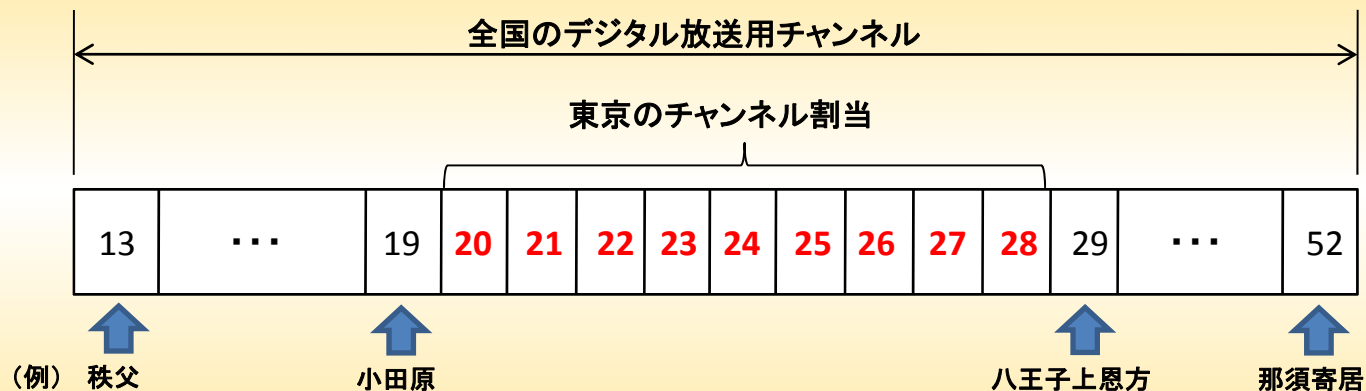 全国のデジタル放送用チャンネル
東京のチャンネル割当
13 ・・・ 19 20 21 22 23 24 25 26 27 28 29 ・・・ 52
（例） 秩父 小田原 八王子上恩方 那須寄居